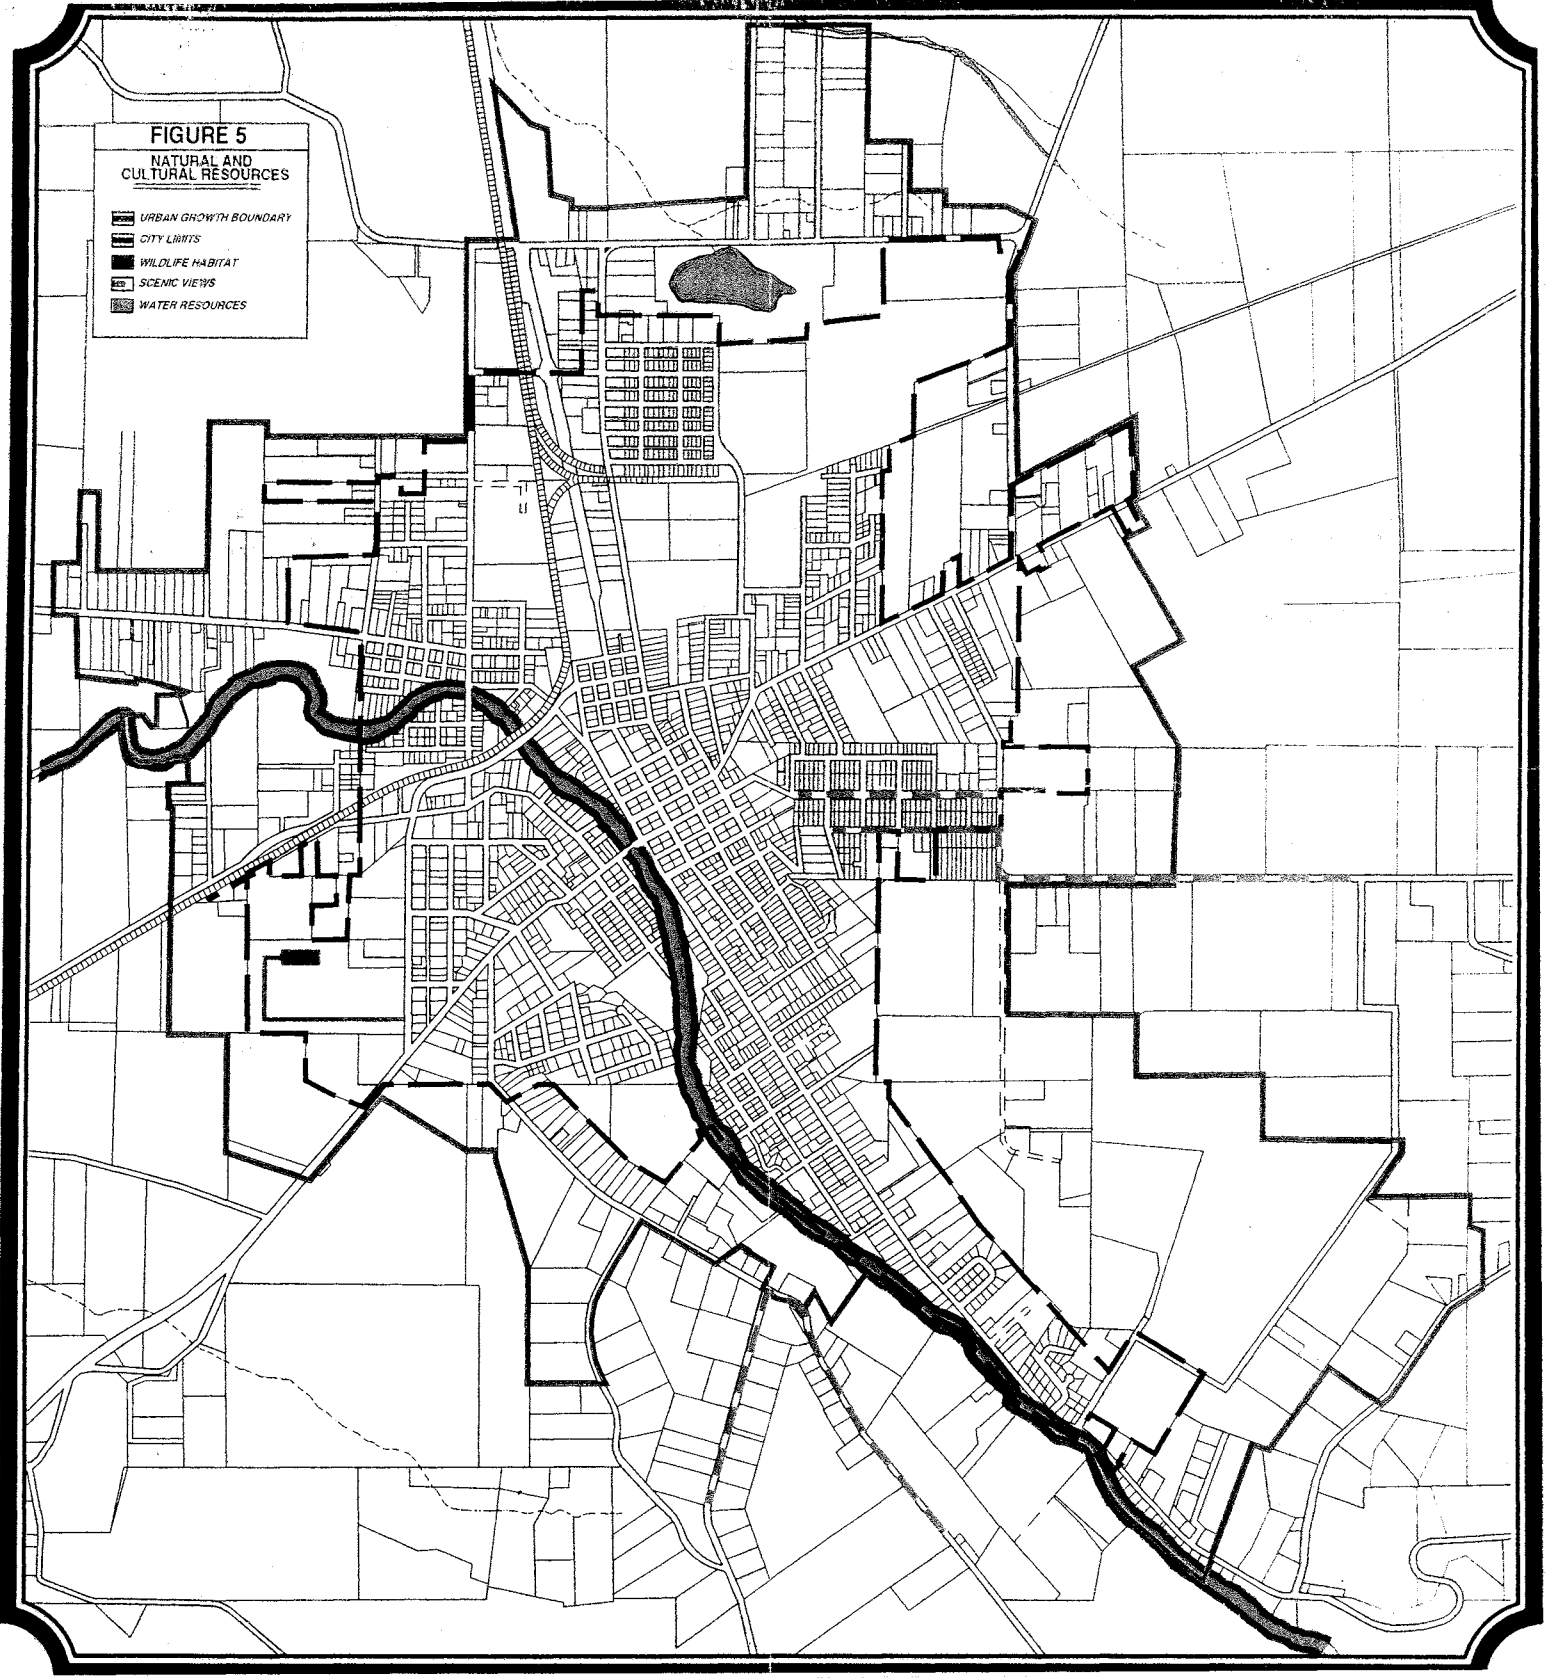 FIGURE 5
NATURAL AND
CULTURAL RESOURCES
URBAN GROWTH BOUNDARY
CITY LIMITS
WILDLIFE HABITAT
SCENIC VIEWS
WATER RESOURCES